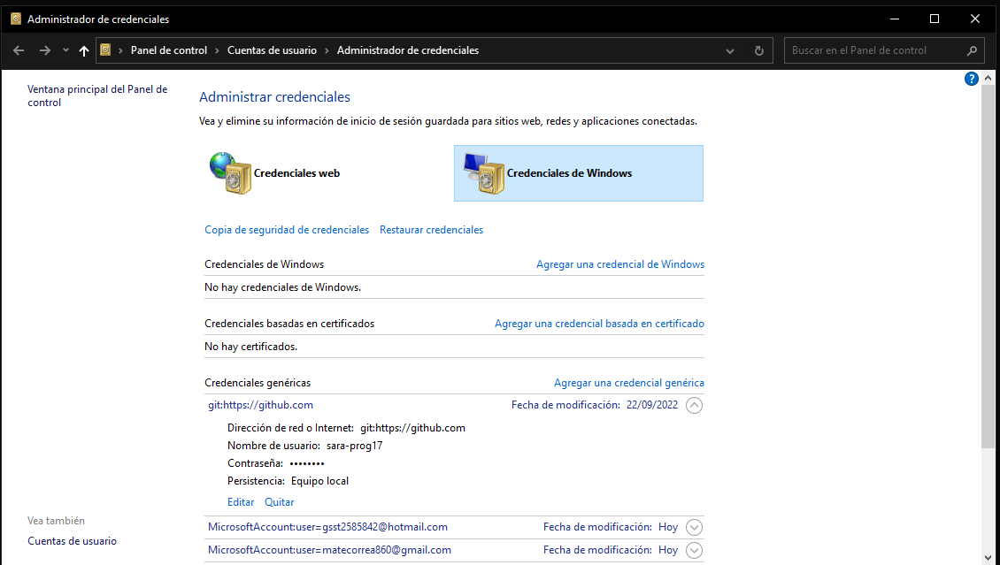 Administrador de credenciales
Panel de control > Cuentas de usuario > Administrador de credenciales
Buscar en el Panel de control
Ventana principal del Panel de
control
?
Administrar credenciales
Vea y elimine su información de inicio de sesión guardada para sitios web, redes y aplicaciones conectadas.
Credenciales web
Credenciales de Windows
Copia de seguridad de credenciales Restaurar credenciales
Credenciales de Windows Agregar una credencial de Windows
No hay credenciales de Windows.
Credenciales basadas en certificados Agregar una credencial basada en certificado
No hay certificados.
Credenciales genéricas Agregar una credencial genérica
git:https://github.com Fecha de modificación: 22/09/2022
Dirección de red o Internet: git:https://github.com
Nombre de usuario: sara-prog17
Contraseña: ••••••••
Persistencia: Equipo local
Editar Quitar
MicrosoftAccount:user=gsst2585842@hotmail.com Fecha de modificación: Hoy
MicrosoftAccount:user=matecorrea860@gmail.com Fecha de modificación: Hoy
Vea también
Cuentas de usuario